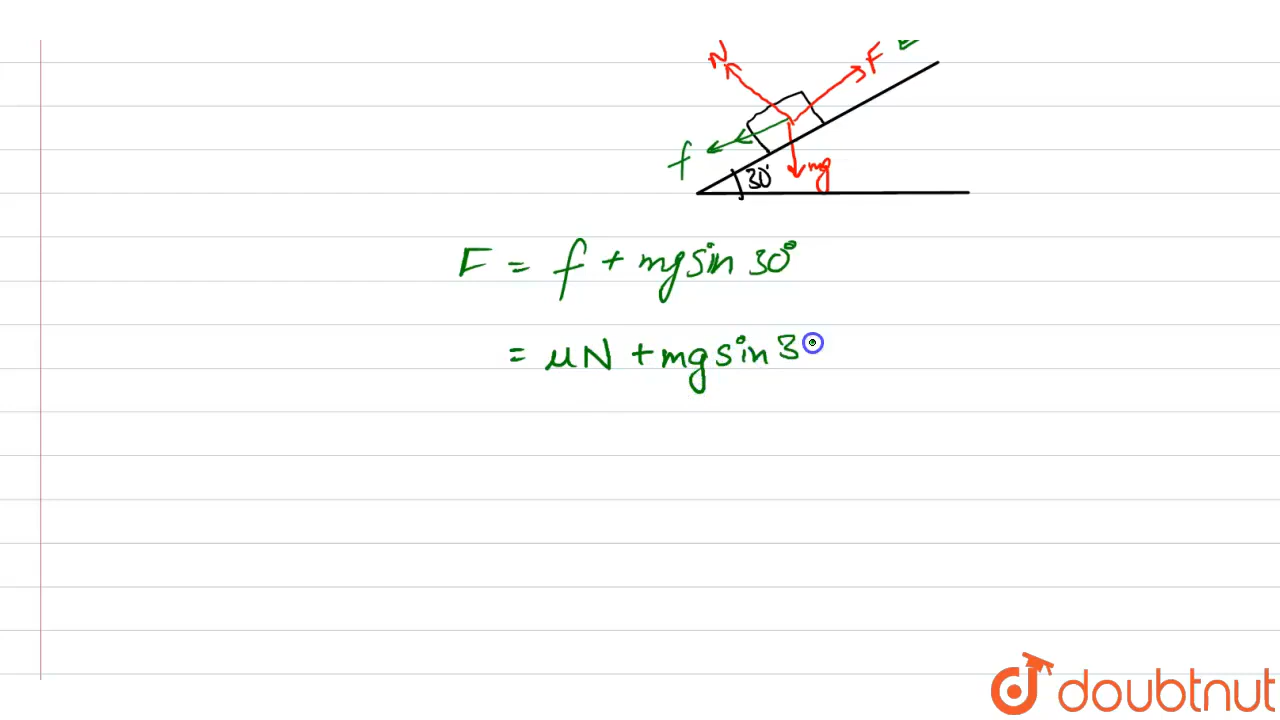 N
F
f
30°
mg
F = f + mg sin 30°
= μN + mg sin 3
doubtnut